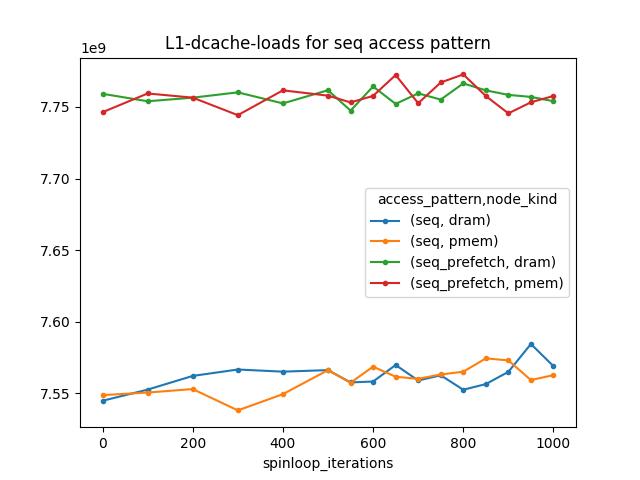 L1-dcache-loads for seq access pattern
1e9
7.75
7.70
7.65
7.60
7.55
access_pattern,node_kind
(seq, dram)
(seq, pmem)
(seq_prefetch, dram)
(seq_prefetch, pmem)
0 200 400 600 800 1000
spinloop_iterations